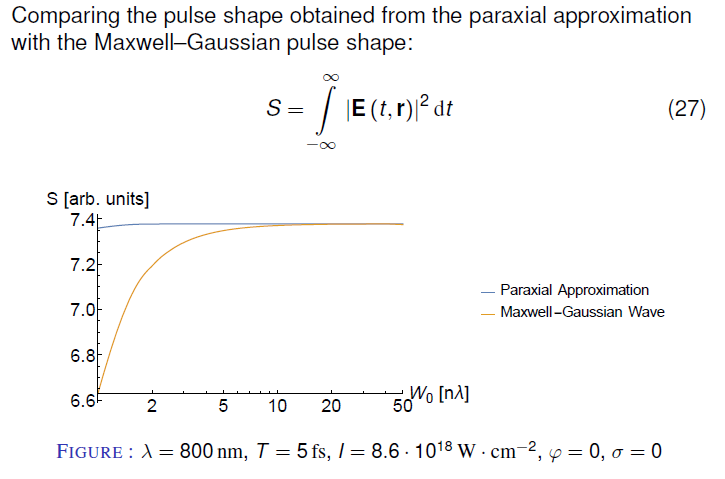 Comparing the pulse shape obtained from the paraxial approximation
with the Maxwell–Gaussian pulse shape:
S = ∫_{−∞}^{∞} |E (t, r)|² dt (27)
S [arb. units]
7.4
7.2
7.0
6.8
6.6
2 5 10 20 50
W₀ [nλ]
Paraxial Approximation
Maxwell–Gaussian Wave
FIGURE : λ = 800 nm, T = 5 fs, I = 8.6 · 10¹⁸ W · cm⁻², φ = 0, σ = 0